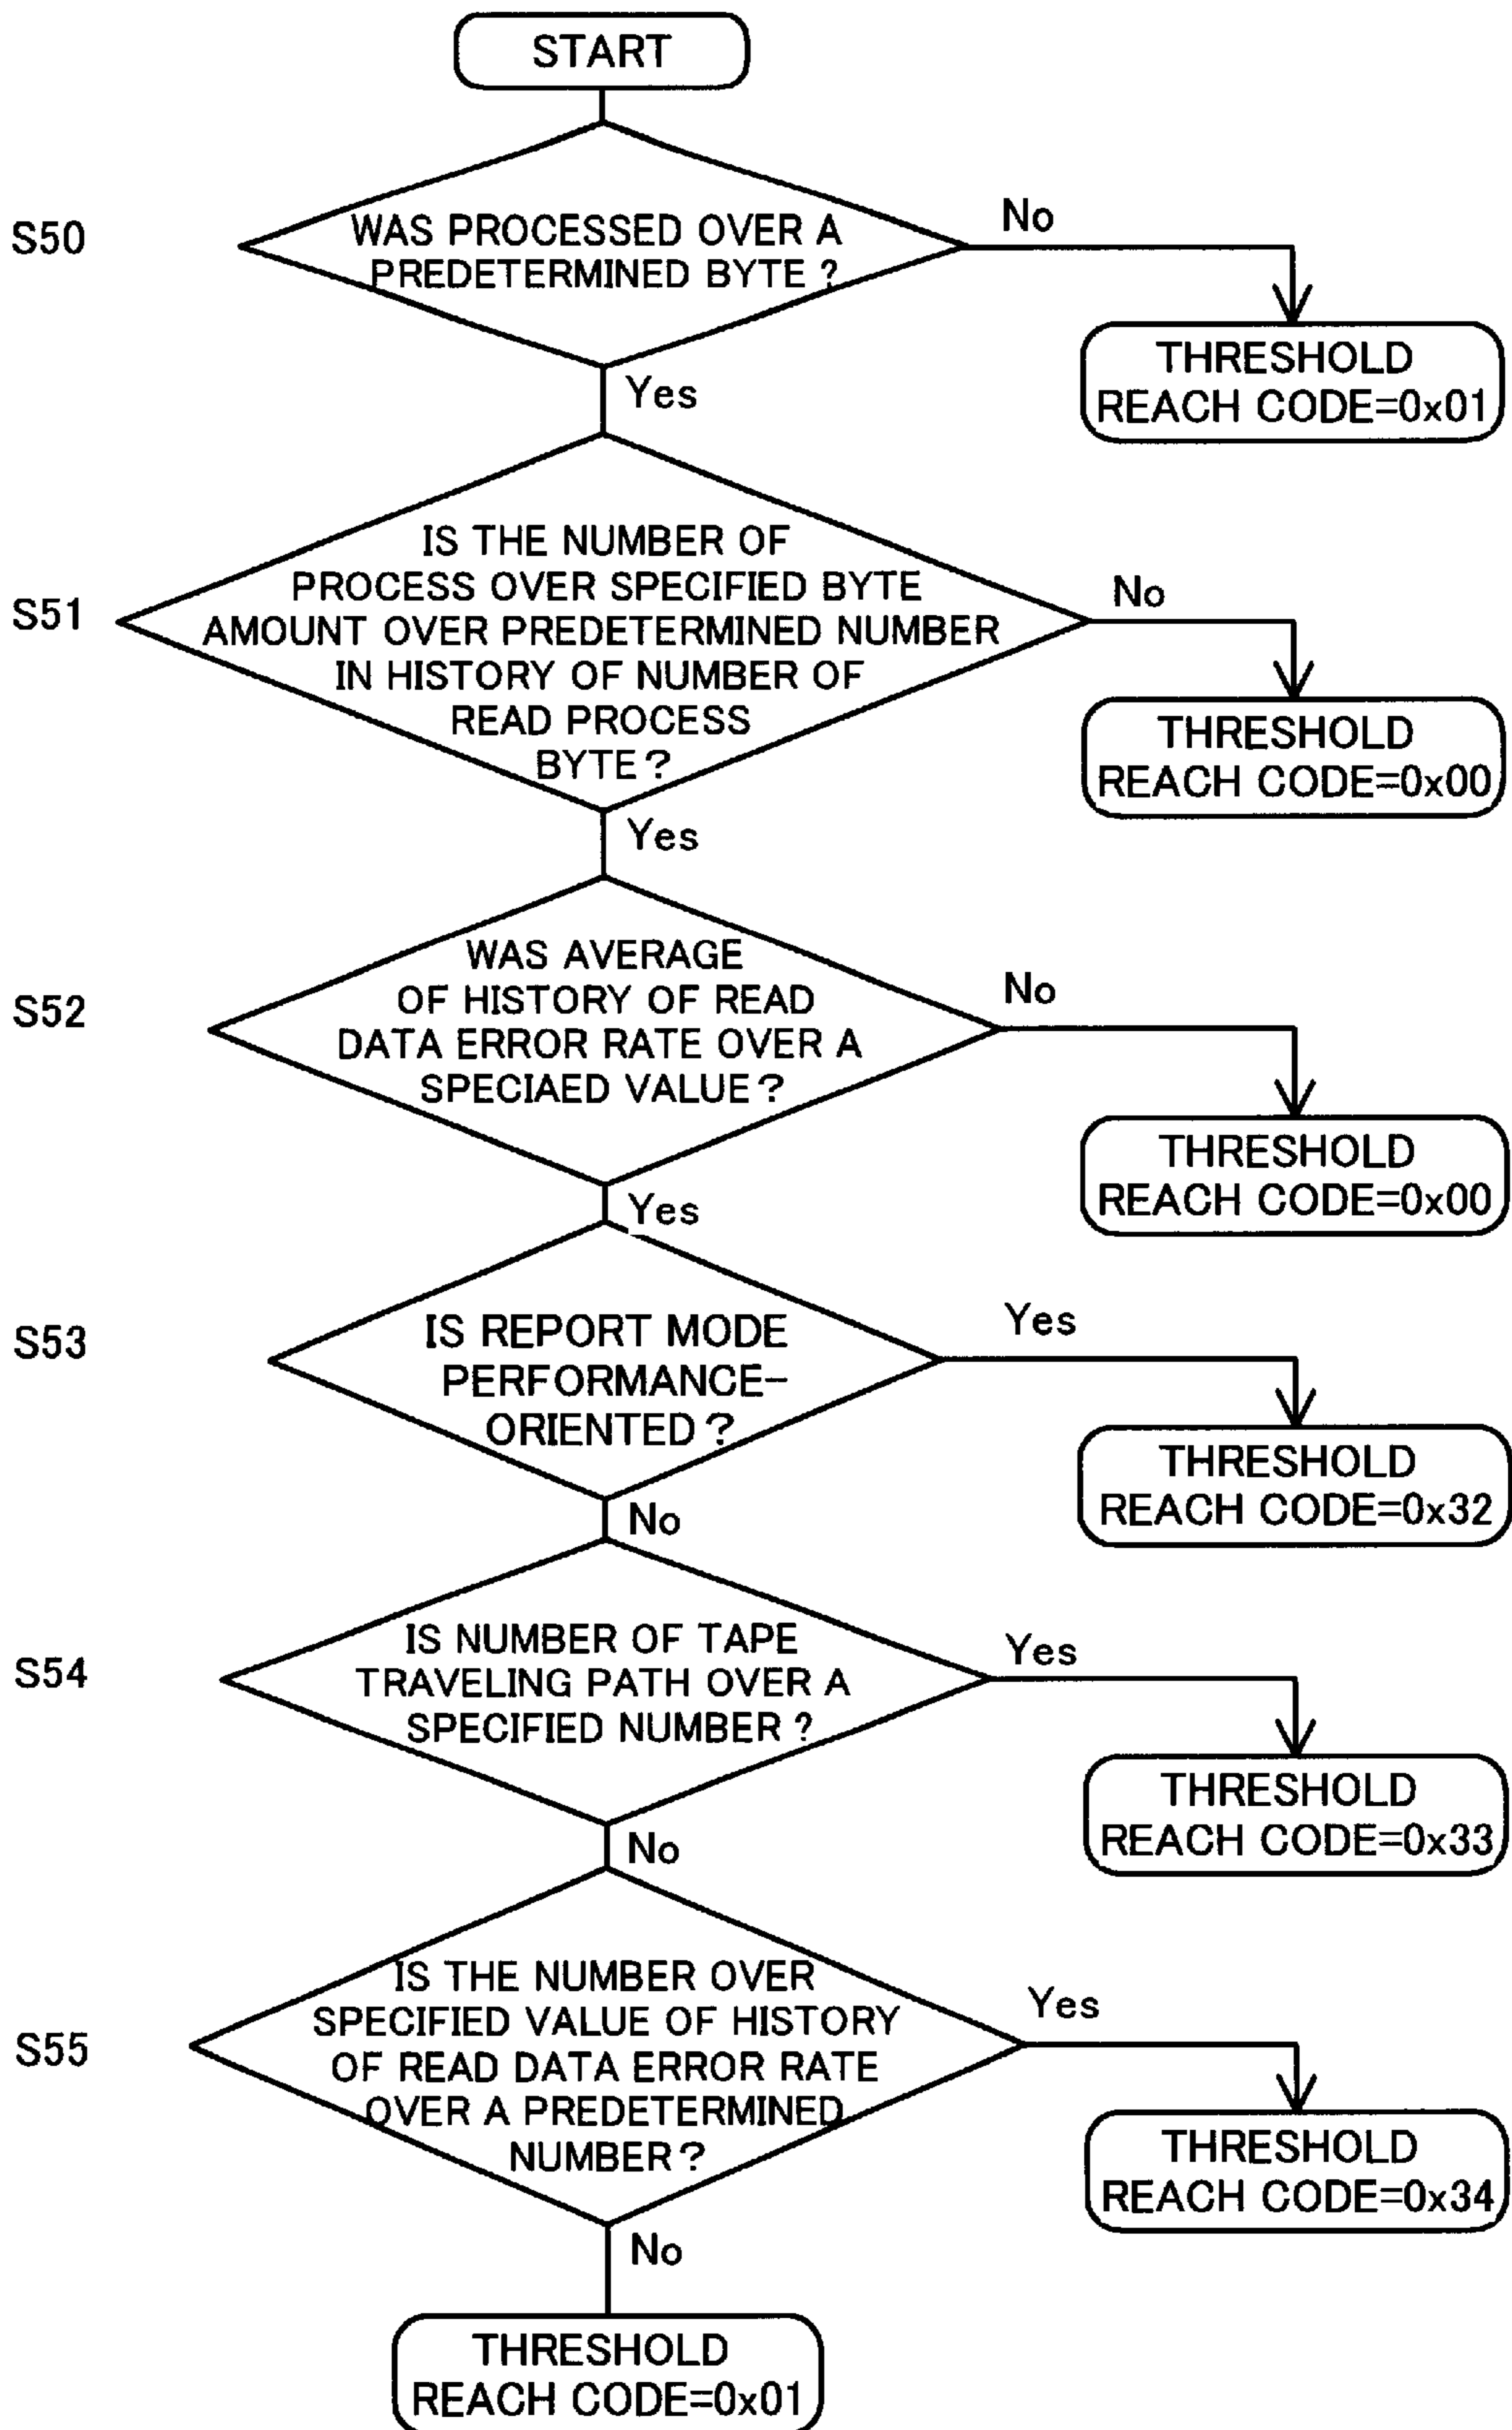 START
S50
WAS PROCESSED OVER A
PREDETERMINED BYTE ?
No
THRESHOLD
REACH CODE=0x01
Yes
S51
IS THE NUMBER OF
PROCESS OVER SPECIFIED BYTE
AMOUNT OVER PREDETERMINED NUMBER
IN HISTORY OF NUMBER OF
READ PROCESS
BYTE ?
No
THRESHOLD
REACH CODE=0x00
Yes
S52
WAS AVERAGE
OF HISTORY OF READ
DATA ERROR RATE OVER A
SPECIAED VALUE ?
No
THRESHOLD
REACH CODE=0x00
Yes
S53
IS REPORT MODE
PERFORMANCE-
ORIENTED ?
Yes
THRESHOLD
REACH CODE=0x32
No
S54
IS NUMBER OF TAPE
TRAVELING PATH OVER A
SPECIFIED NUMBER ?
Yes
THRESHOLD
REACH CODE=0x33
No
S55
IS THE NUMBER OVER
SPECIFIED VALUE OF HISTORY
OF READ DATA ERROR RATE
OVER A PREDETERMINED
NUMBER ?
Yes
THRESHOLD
REACH CODE=0x34
No
THRESHOLD
REACH CODE=0x01